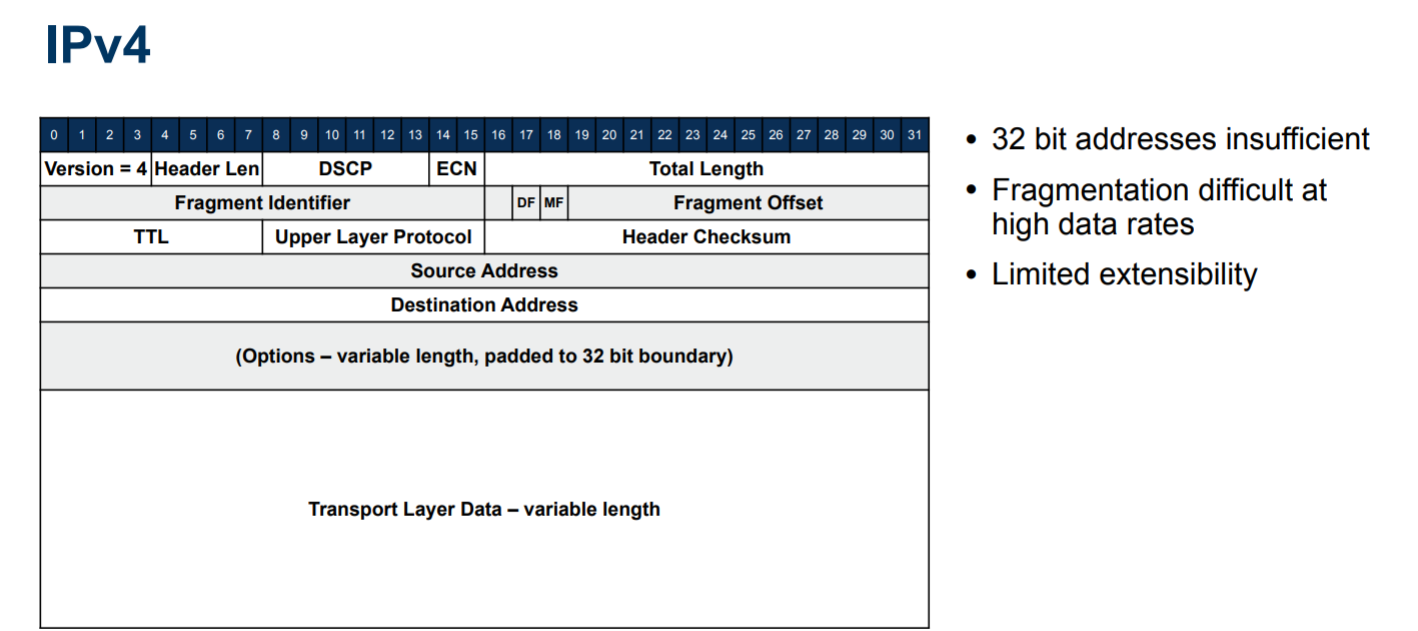 IPv4
0 1 2 3 4 5 6 7 8 9 10 11 12 13 14 15 16 17 18 19 20 21 22 23 24 25 26 27 28 29 30 31
Version = 4 Header Len DSCP ECN Total Length
Fragment Identifier DF MF Fragment Offset
TTL Upper Layer Protocol Header Checksum
Source Address
Destination Address
(Options – variable length, padded to 32 bit boundary)
Transport Layer Data – variable length
• 32 bit addresses insufficient
• Fragmentation difficult at
high data rates
• Limited extensibility